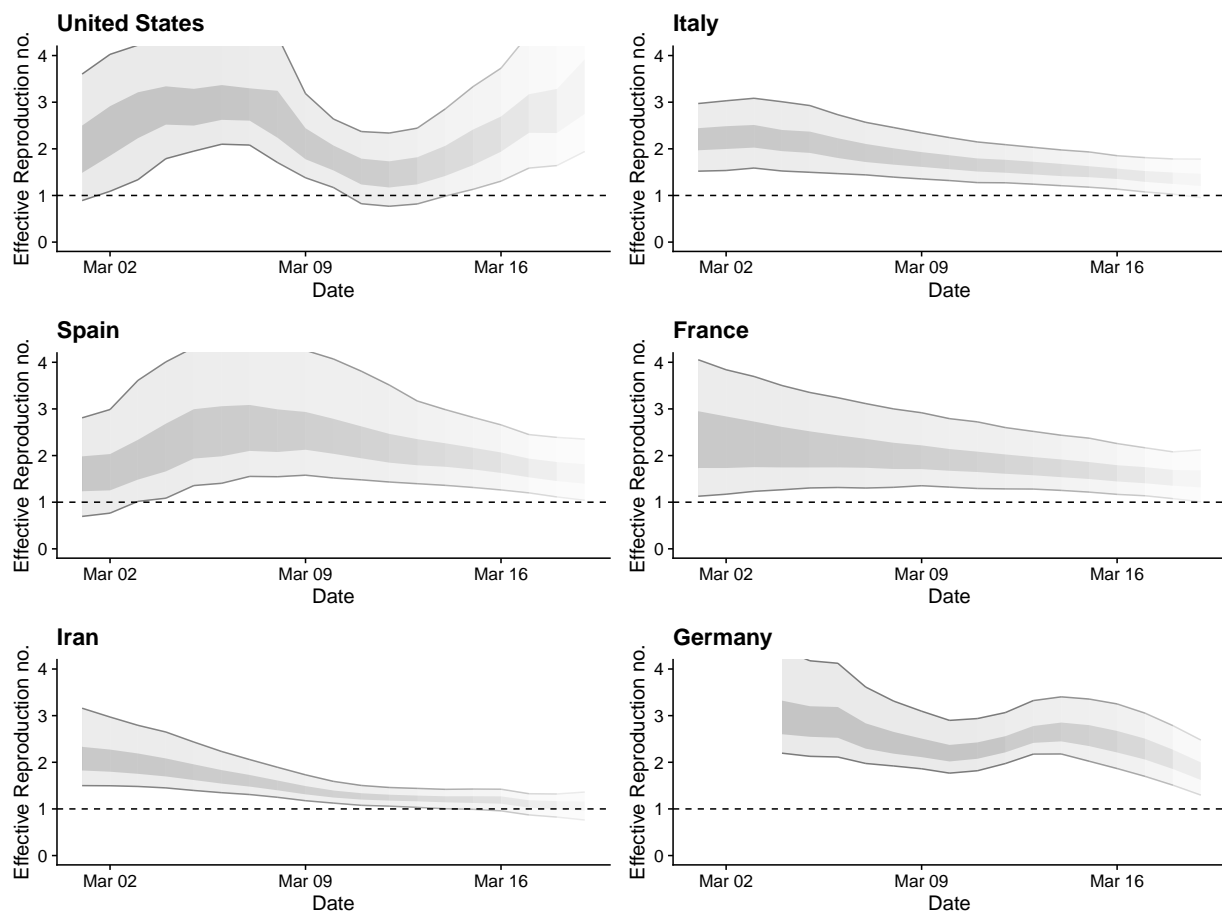 United States
Effective Reproduction no.
4
3
2
1
0
Mar 02
Mar 09
Mar 16
Date
Italy
Effective Reproduction no.
4
3
2
1
0
Mar 02
Mar 09
Mar 16
Date
Spain
Effective Reproduction no.
4
3
2
1
0
Mar 02
Mar 09
Mar 16
Date
France
Effective Reproduction no.
4
3
2
1
0
Mar 02
Mar 09
Mar 16
Date
Iran
Effective Reproduction no.
4
3
2
1
0
Mar 02
Mar 09
Mar 16
Date
Germany
Effective Reproduction no.
4
3
2
1
0
Mar 02
Mar 09
Mar 16
Date